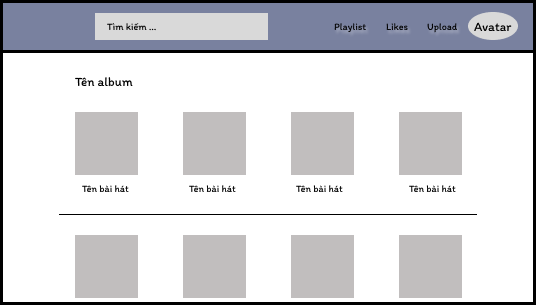 Tìm kiếm ...
Playlist
Likes
Upload
Avatar
Tên album
Tên bài hát
Tên bài hát
Tên bài hát
Tên bài hát